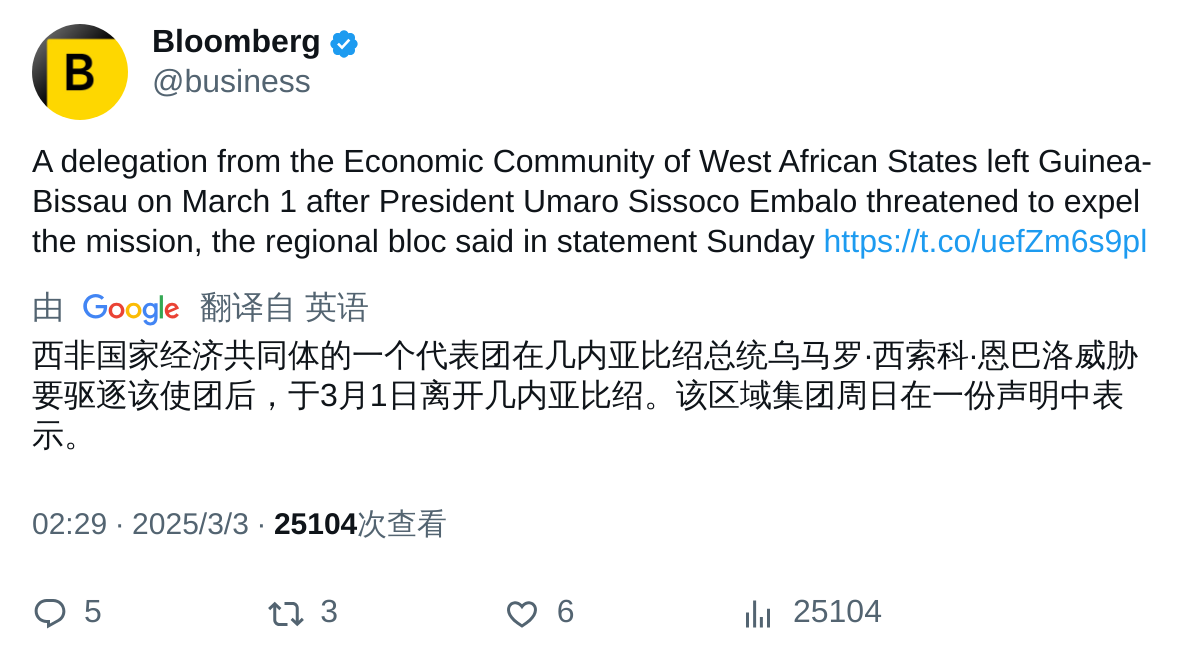 B
Bloomberg
@business
A delegation from the Economic Community of West African States left Guinea-
Bissau on March 1 after President Umaro Sissoco Embalo threatened to expel
the mission, the regional bloc said in statement Sunday https://t.co/uefZm6s9pl
由 Google 翻译自 英语
西非国家经济共同体的一个代表团在几内亚比绍总统乌马罗·西索科·恩巴洛威胁
要驱逐该使团后，于3月1日离开几内亚比绍。该区域集团周日在一份声明中表
示。
02:29 · 2025/3/3 · 25104次查看
5 3 6 25104